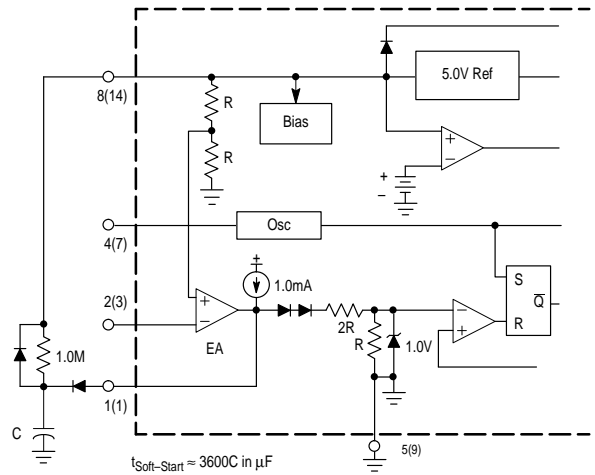 5.0V Ref
8(14)
R
Bias
R
+
−
+
−
Osc
4(7)
+
1.0mA
S
Q̅
R
2(3)
+
−
EA
2R
R
1.0V
−
+
1.0M
1(1)
C
5(9)
tSoft–Start ≈ 3600C in µF